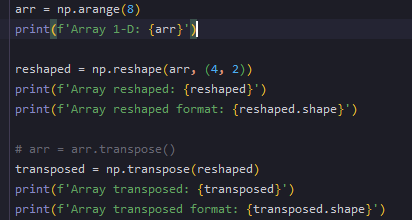 arr = np.arange(8)
print(f'Array 1-D: {arr}')
reshaped = np.reshape(arr, (4, 2))
print(f'Array reshaped: {reshaped}')
print(f'Array reshaped format: {reshaped.shape}')
# arr = arr.transpose()
transposed = np.transpose(reshaped)
print(f'Array transposed: {transposed}')
print(f'Array transposed format: {transposed.shape}')